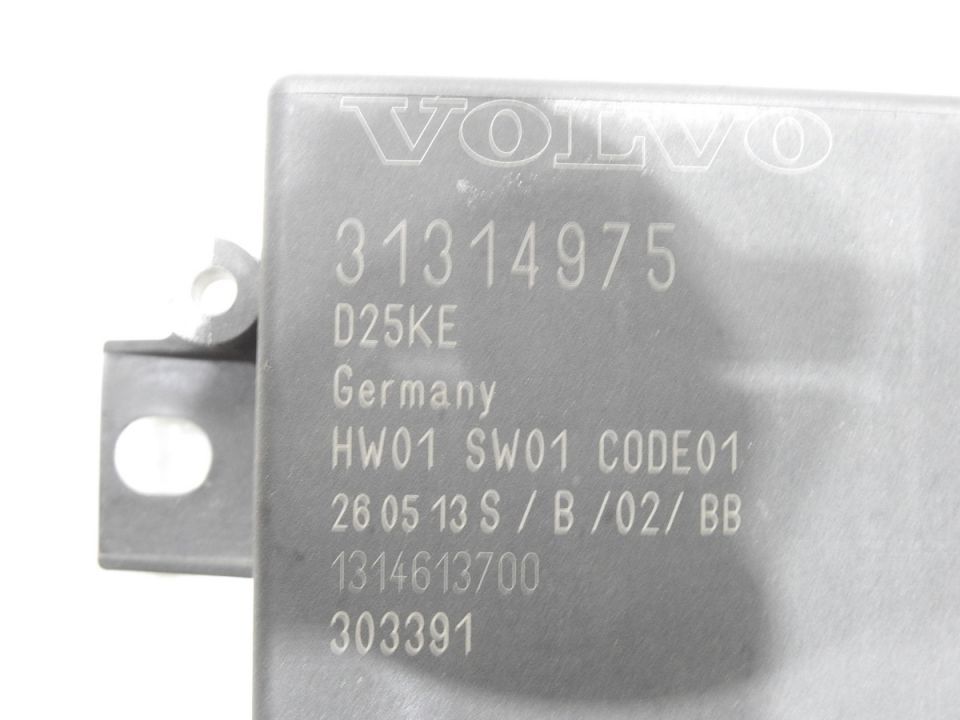 VOLVO
31314975
D25KE
Germany
HW01 SW01 CODE01
26 05 13 S / B /02/ BB
1314613700
303391